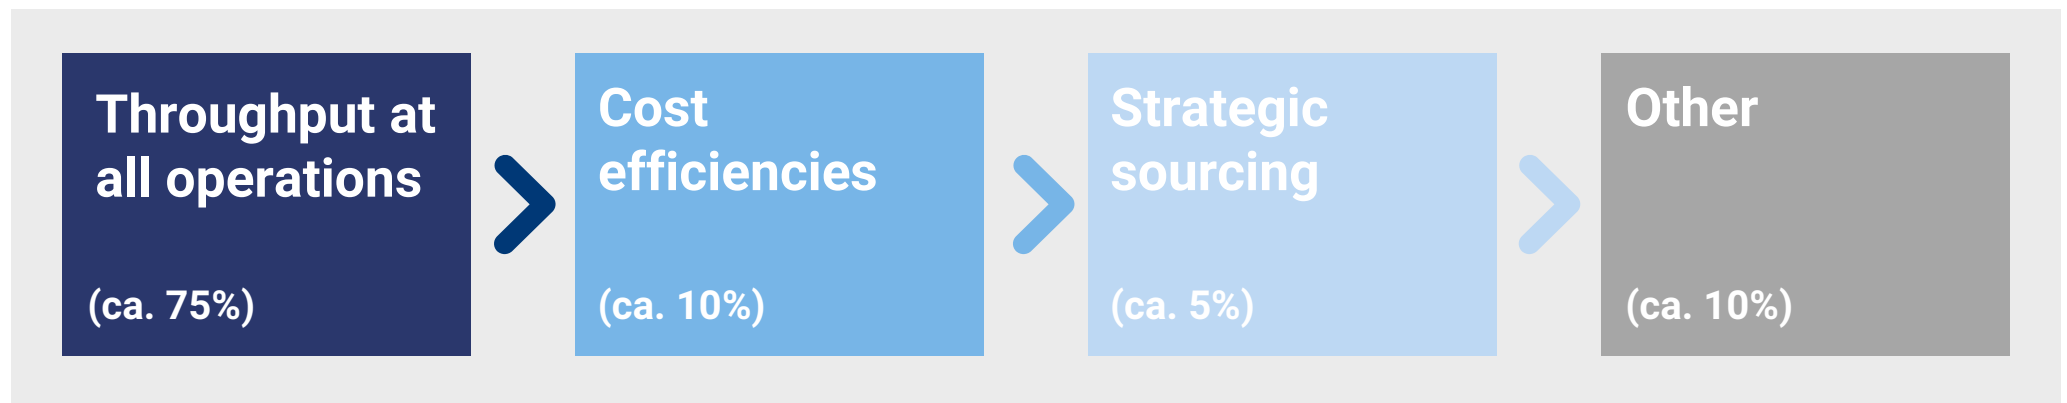 Throughput at
all operations
(ca. 75%)
Cost
efficiencies
(ca. 10%)
Strategic
sourcing
(ca. 5%)
Other
(ca. 10%)